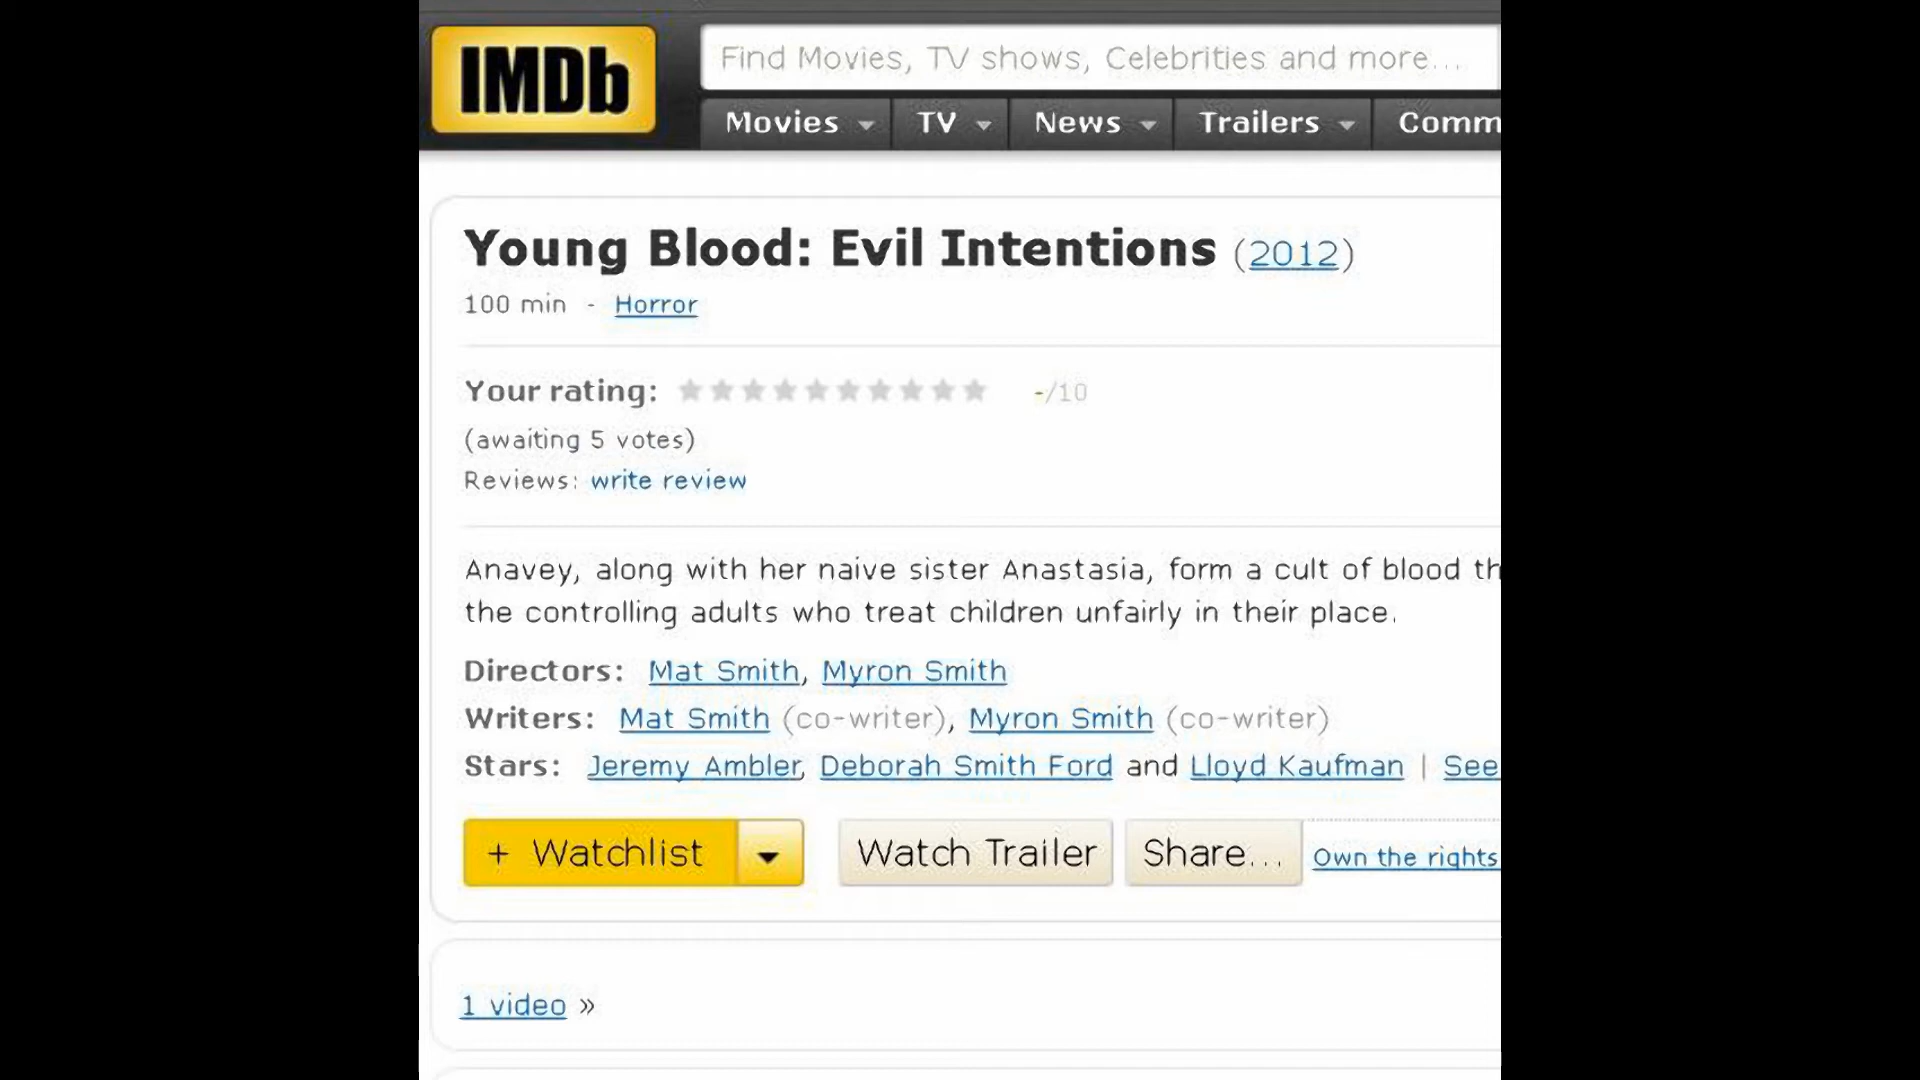 IMDb
Find Movies, TV shows, Celebrities and more...
Movies TV News Trailers Comm
Young Blood: Evil Intentions (2012)
100 min - Horror
Your rating: -/10
(awaiting 5 votes)
Reviews: write review
Anavey, along with her naive sister Anastasia, form a cult of blood th
the controlling adults who treat children unfairly in their place.
Directors: Mat Smith, Myron Smith
Writers: Mat Smith (co-writer), Myron Smith (co-writer)
Stars: Jeremy Ambler, Deborah Smith Ford and Lloyd Kaufman | See
+ Watchlist Watch Trailer Share... Own the rights
1 video »